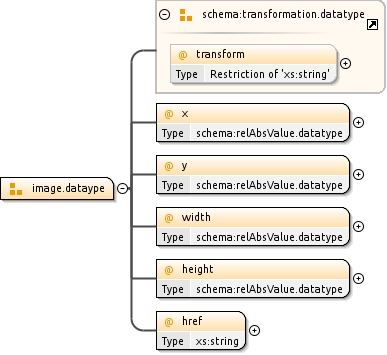 schema:transformation.datatype
@ transform
Type Restriction of 'xs:string'
@ x
Type schema:relAbsValue.datatype
@ y
Type schema:relAbsValue.datatype
image.dataype
@ width
Type schema:relAbsValue.datatype
@ height
Type schema:relAbsValue.datatype
@ href
Type xs:string